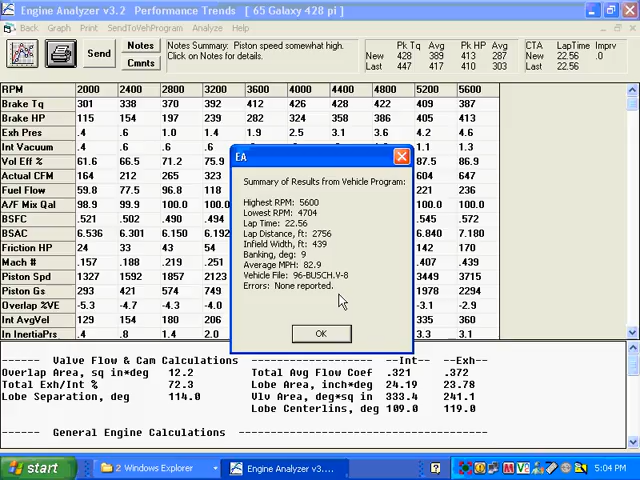 Engine Analyzer v3.2 Performance Trends [ 65 Galaxy 428 pi ]
Back Graph Print SendToVehProgram Analyze Help
Send
Notes
Cmnts
Notes Summary: Piston speed somewhat high.
Click on Notes for details.
Pk Tq Avg Pk HP Avg CTA LapTime Imprv
New 428 389 413 287 New 22.56 .0
Last 447 417 410 303 Last 22.56
RPM 2000 2400 2800 3200 3600 4000 4400 4800 5200 5600
Brake Tq 301 338 370 392 412 426 428 422 409 387
Brake HP 115 154 197 239 282 324 358 386 405 413
Exh Pres .4 .6 1.0 1.4 1.9 2.5 3.1 3.6 4.2 4.6
Int Vacuum .4 .6 .6 1.1 1.3
Vol Eff % 61.6 66.5 71.2 75.9 87.5 86.9
Actual CFM 164 212 265 323 604 647
Fuel Flow 59.8 77.5 96.8 118 221 236
A/F Mix Qal 98.9 99.9 100.0 100.0 100.0
BSFC .521 .502 .490 .494 .545 .572
BSAC 6.536 6.301 6.150 6.192
Friction HP 24 33 43 54 142 170
Mach # .157 .188 .219 .251 .407 .439
Piston Spd 1327 1592 1857 2123 3449 3715
Piston Gs 293 421 574 749 1978 2294
Overlap %VE -5.3 -4.7 -4.3 -4.0 -3.1 -2.9
Int AvgVel 129 154 180 206 335 360
In InertiaPrs .8 1.1 1.4 2.0 3.3 3.1
EA
Summary of Results from Vehicle Program:
Highest RPM: 5600
Lowest RPM: 4704
Lap Time: 22.56
Lap Distance, ft: 2756
Infield Width, ft: 439
Banking, deg: 9
Average MPH: 82.9
Vehicle File: 96-BUSCH.V-8
Errors: None reported.
OK
------ Valve Flow & Cam Calculations ------ --Int-- --Exh--
Overlap Area, sq in*deg 12.2 Total Avg Flow Coef .321 .372
Total Exh/Int % 72.3 Lobe Area, inch*deg 24.19 23.78
Lobe Separation, deg 114.0 Vlv Area, deg*sq in 333.4 241.1
Lobe Centerlins, deg 109.0 119.0
------ General Engine Calculations ------
start 2 Windows Explorer Engine Analyzer v3.... 5:04 PM